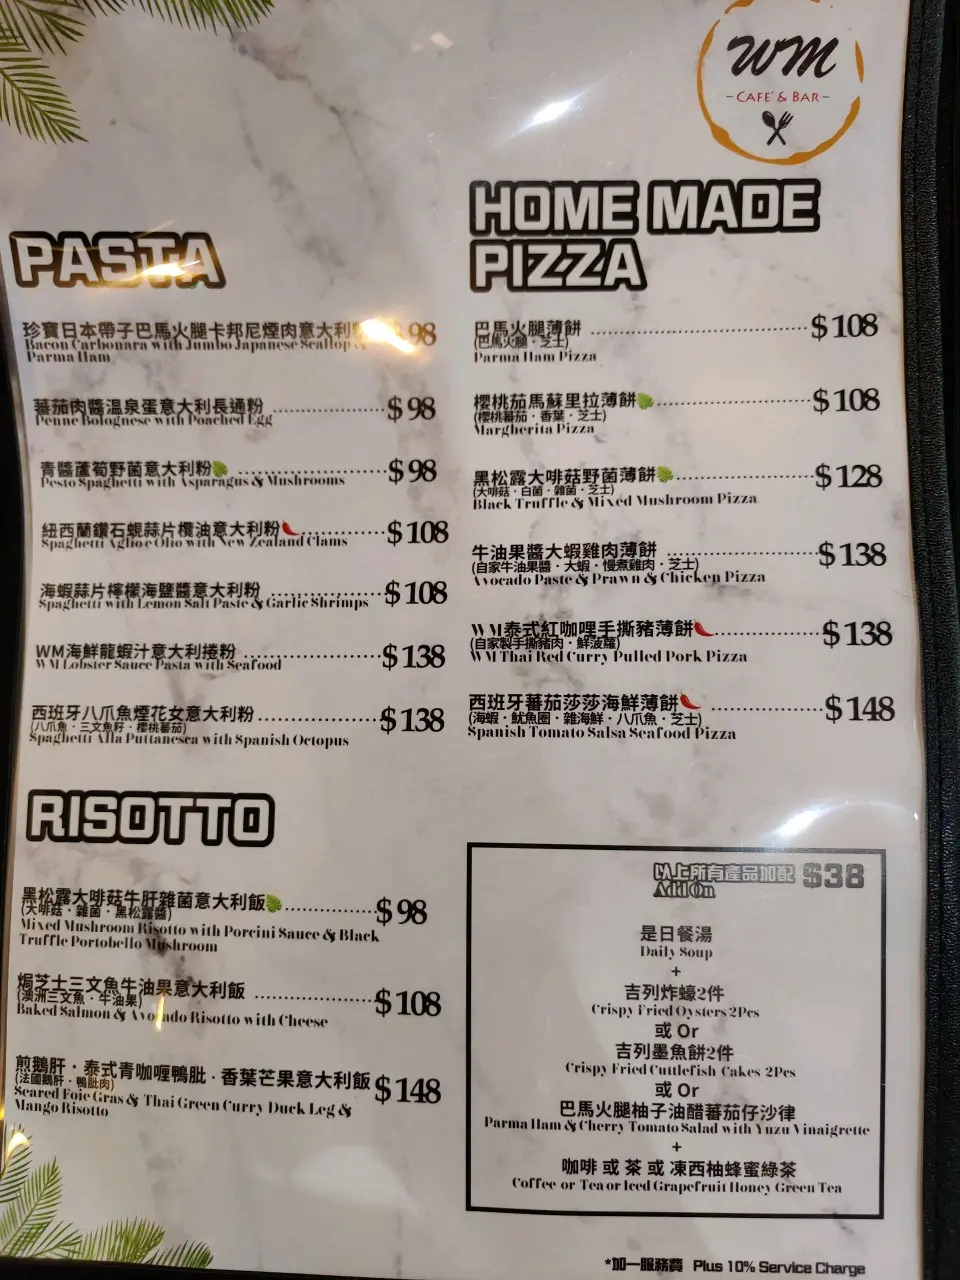 WM
- CAFE' & BAR -
PASTA
珍寶日本帶子巴馬火腿卡邦尼煙肉意大利 98
Bacon Carbonara with Jumbo Japanese Scallop
Parma Ham
蕃茄肉醬溫泉蛋意大利長通粉 $98
Penne Bolognese with Poached Egg
青醬蘆筍野菌意大利粉 $98
Pesto Spaghetti with Asparagus & Mushrooms
紐西蘭鑽石蜆蒜片欖油意大利粉 $108
Spaghetti Aglio e Olio with New Zealand Clams
海蝦蒜片檸檬海鹽醬意大利粉 $108
Spaghetti with Lemon Salt Paste & Garlic Shrimps
WM海鮮龍蝦汁意大利捲粉 $138
WM Lobster Sauce Pasta with Seafood
西班牙八爪魚煙花女意大利粉 $138
(八爪魚・三文魚籽・櫻桃蕃茄)
Spaghetti Alla Puttanesca with Spanish Octopus
RISOTTO
黑松露大啡菇牛肝雜菌意大利飯 $98
(大啡菇・雜菌・黑松露醬)
Mixed Mushroom Risotto with Porcini Sauce & Black
Truffle Portobello Mushroom
焗芝士三文魚牛油果意大利飯 $108
(澳洲三文魚・牛油果)
Baked Salmon & Avocado Risotto with Cheese
煎鵝肝・泰式青咖喱鴨肶・香葉芒果意大利飯 $148
(法國鵝肝・鴨肶肉)
Seared Foie Gras & Thai Green Curry Duck Leg &
Mango Risotto
HOME MADE
PIZZA
巴馬火腿薄餅 $108
(巴馬火腿・芝士)
Parma Ham Pizza
櫻桃茄馬蘇里拉薄餅 $108
(櫻桃蕃茄・香葉・芝士)
Margherita Pizza
黑松露大啡菇野菌薄餅 $128
(大啡菇・白菌・雜菌・芝士)
Black Truffle & Mixed Mushroom Pizza
牛油果醬大蝦雞肉薄餅 $138
(自家牛油果醬・大蝦・慢煮雞肉・芝士)
Avocado Paste & Prawn & Chicken Pizza
WM泰式紅咖哩手撕豬薄餅 $138
(自家製手撕豬肉・鮮波蘿)
WM Thai Red Curry Pulled Pork Pizza
西班牙蕃茄莎莎海鮮薄餅 $148
(海蝦・魷魚圈・雜海鮮・八爪魚・芝士)
Spanish Tomato Salsa Seafood Pizza
以上所有產品加配 $38
Add On
是日餐湯
Daily Soup
+
吉列炸蠔2件
Crispy Fried Oysters 2Pcs
或 Or
吉列墨魚餅2件
Crispy Fried Cuttlefish Cakes 2Pcs
或 Or
巴馬火腿柚子油醋蕃茄仔沙律
Parma Ham & Cherry Tomato Salad with Yuzu Vinaigrette
+
咖啡 或 茶 或 凍西柚蜂蜜綠茶
Coffee or Tea or Iced Grapefruit Honey Green Tea
*加一服務費 Plus 10% Service Charge